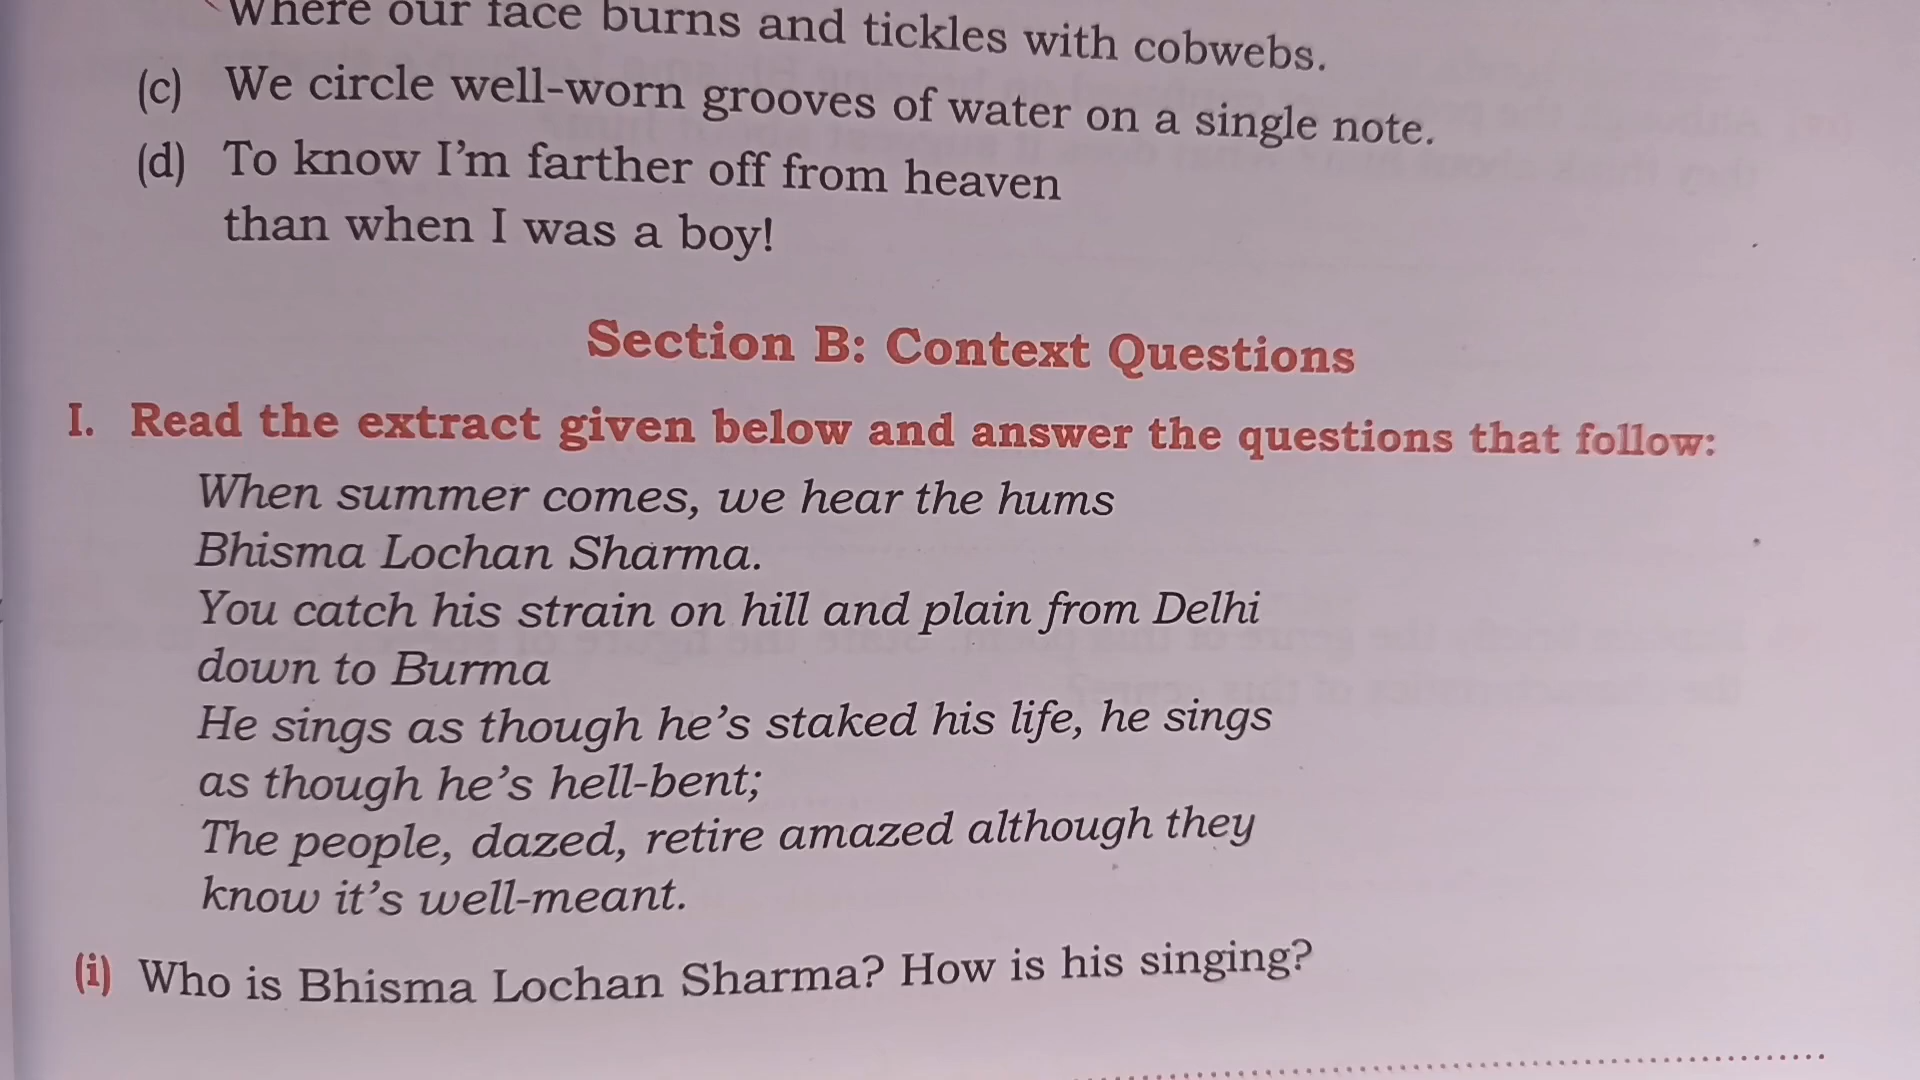 Where our face burns and tickles with cobwebs.
(c) We circle well-worn grooves of water on a single note.
(d) To know I'm farther off from heaven
than when I was a boy!
Section B: Context Questions
I. Read the extract given below and answer the questions that follow:
When summer comes, we hear the hums
Bhisma Lochan Sharma.
You catch his strain on hill and plain from Delhi
down to Burma
He sings as though he's staked his life, he sings
as though he's hell-bent;
The people, dazed, retire amazed although they
know it's well-meant.
(i) Who is Bhisma Lochan Sharma? How is his singing?